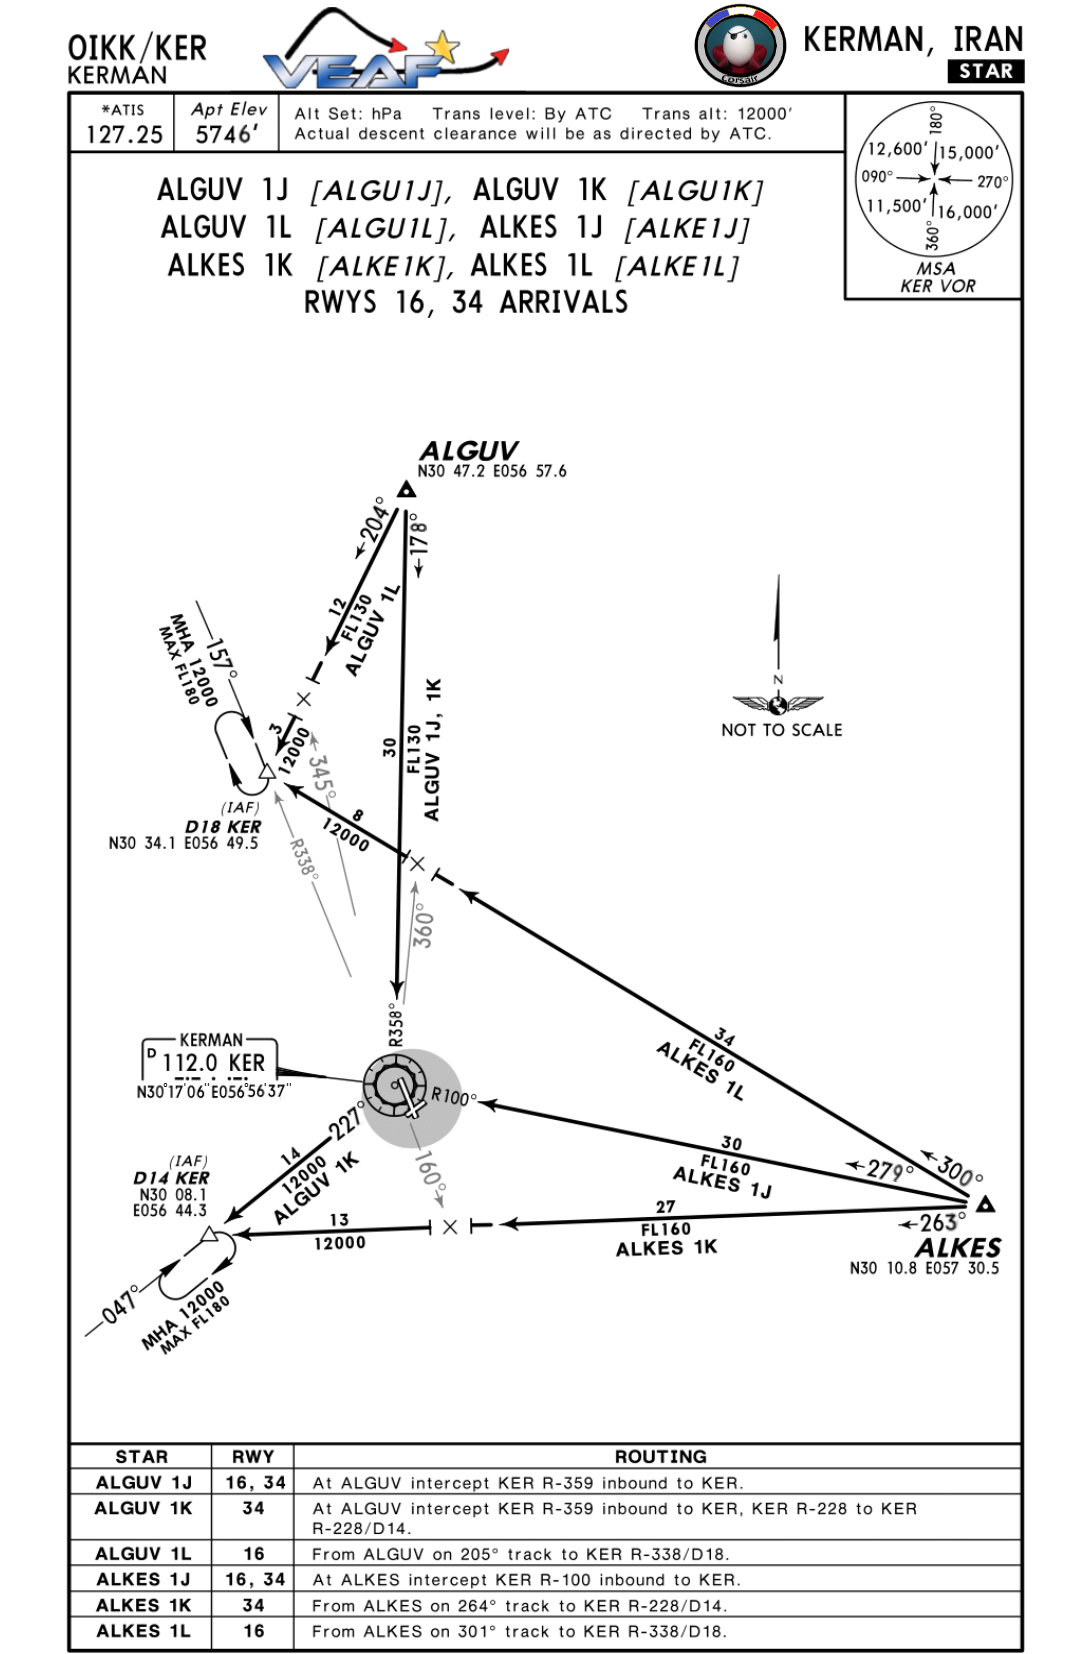 OIKK/KER
KERMAN
VEAF
Corsair
KERMAN, IRAN
STAR
*ATIS
127.25
Apt Elev
5746'
Alt Set: hPa Trans level: By ATC Trans alt: 12000'
Actual descent clearance will be as directed by ATC.
180°
12,600' 15,000'
090° 270°
11,500' 16,000'
360°
MSA
KER VOR
ALGUV 1J [ALGU1J], ALGUV 1K [ALGU1K]
ALGUV 1L [ALGU1L], ALKES 1J [ALKE1J]
ALKES 1K [ALKE1K], ALKES 1L [ALKE1L]
RWYS 16, 34 ARRIVALS
ALGUV
N30 47.2 E056 57.6
204°
178°
12
FL130
ALGUV 1L
157°
MHA 12000
MAX FL180
30
FL130
ALGUV 1J, 1K
N
NOT TO SCALE
3
12000
345°
(IAF)
D18 KER
N30 34.1 E056 49.5
8
12000
R338°
360°
R358°
34
FL160
ALKES 1L
KERMAN
D 112.0 KER
N30°17'06"E056°56'37"
R100°
227°
(IAF)
D14 KER
N30 08.1
E056 44.3
14
12000
ALGUV 1K
160°
30
FL160
ALKES 1J
279°
300°
13
12000
27
FL160
ALKES 1K
263°
ALKES
N30 10.8 E057 30.5
047°
MHA 12000
MAX FL180
STAR RWY ROUTING
ALGUV 1J 16, 34 At ALGUV intercept KER R-359 inbound to KER.
ALGUV 1K 34 At ALGUV intercept KER R-359 inbound to KER, KER R-228 to KER
R-228/D14.
ALGUV 1L 16 From ALGUV on 205° track to KER R-338/D18.
ALKES 1J 16, 34 At ALKES intercept KER R-100 inbound to KER.
ALKES 1K 34 From ALKES on 264° track to KER R-228/D14.
ALKES 1L 16 From ALKES on 301° track to KER R-338/D18.